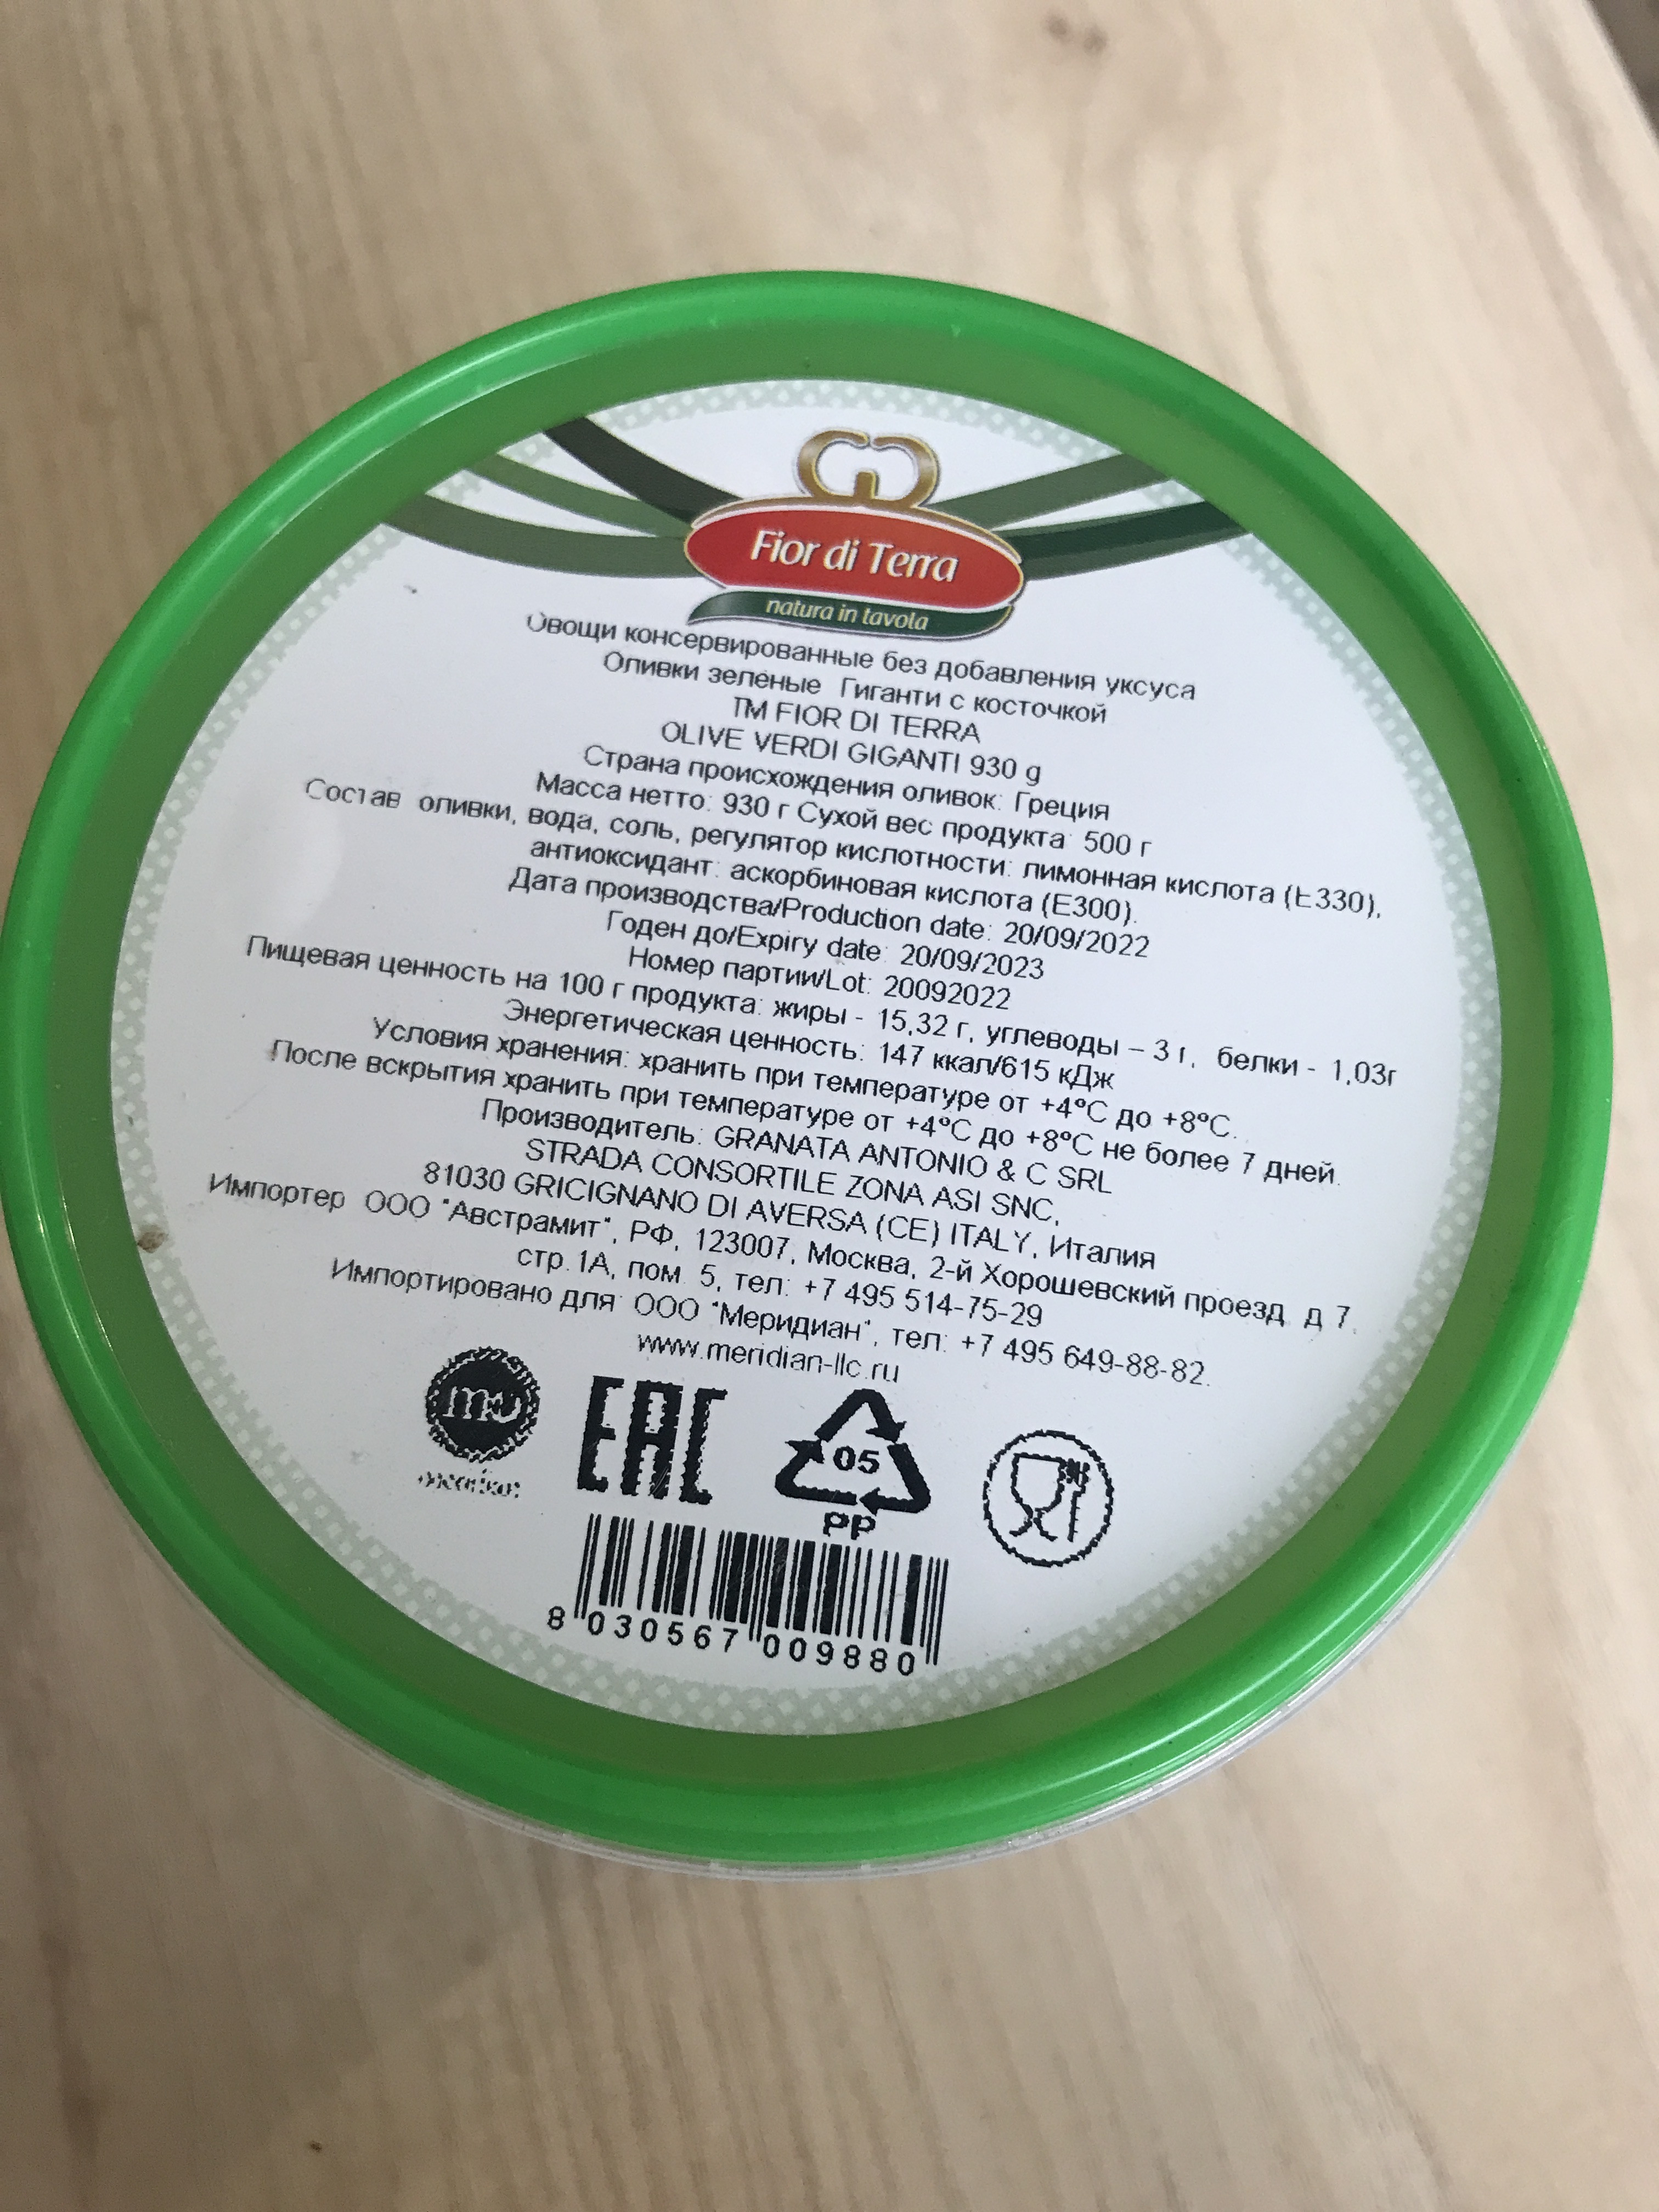 Fior di Terra
natura in tavola
Овощи консервированные без добавления уксуса
Оливки зеленые Гиганти с косточкой
TM FIOR DI TERRA
OLIVE VERDI GIGANTI 930 g
Страна происхождения оливок: Греция
Масса нетто: 930 г Сухой вес продукта: 500 г
Состав: оливки, вода, соль, регулятор кислотности: лимонная кислота (Е330),
антиоксидант: аскорбиновая кислота (Е300).
Дата производства/Production date: 20/09/2022
Годен до/Expiry date: 20/09/2023
Номер партии/Lot: 20092022
Пищевая ценность на 100 г продукта: жиры - 15,32 г, углеводы – 3 г, белки - 1,03г
Энергетическая ценность: 147 ккал/615 кДж
Условия хранения: хранить при температуре от +4ºС до +8ºС.
После вскрытия хранить при температуре от +4ºС до +8ºС не более 7 дней.
Производитель: GRANATA ANTONIO & C SRL
STRADA CONSORTILE ZONA ASI SNC,
81030 GRICIGNANO DI AVERSA (CE) ITALY, Италия
Импортер: ООО "Австрамит", РФ, 123007, Москва, 2-й Хорошевский проезд, д 7,
стр.1А, пом. 5, тел: +7 495 514-75-29
Импортировано для: ООО "Меридиан", тел: +7 495 649-88-82.
www.meridian-llc.ru
EAC
05
PP
8 030567 009880